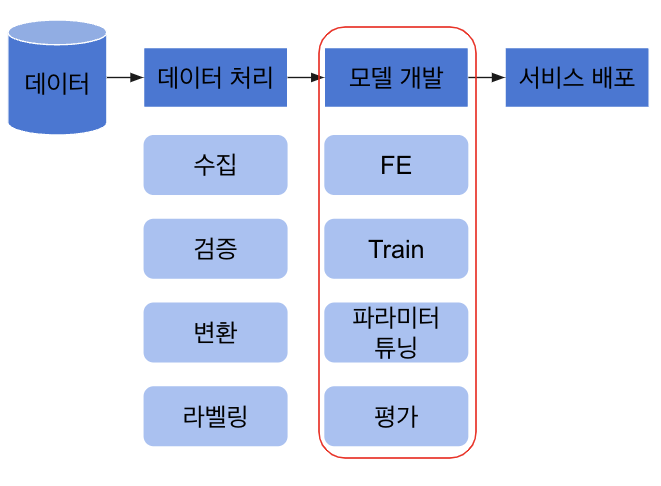 데이터
데이터 처리
모델 개발
서비스 배포
수집
검증
변환
라벨링
FE
Train
파라미터
튜닝
평가